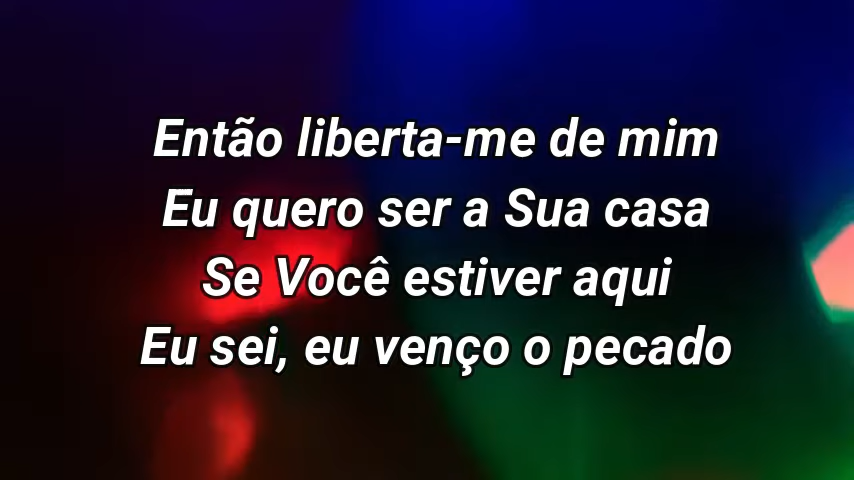 Então liberta-me de mim
Eu quero ser a Sua casa
Se Você estiver aqui
Eu sei, eu venço o pecado